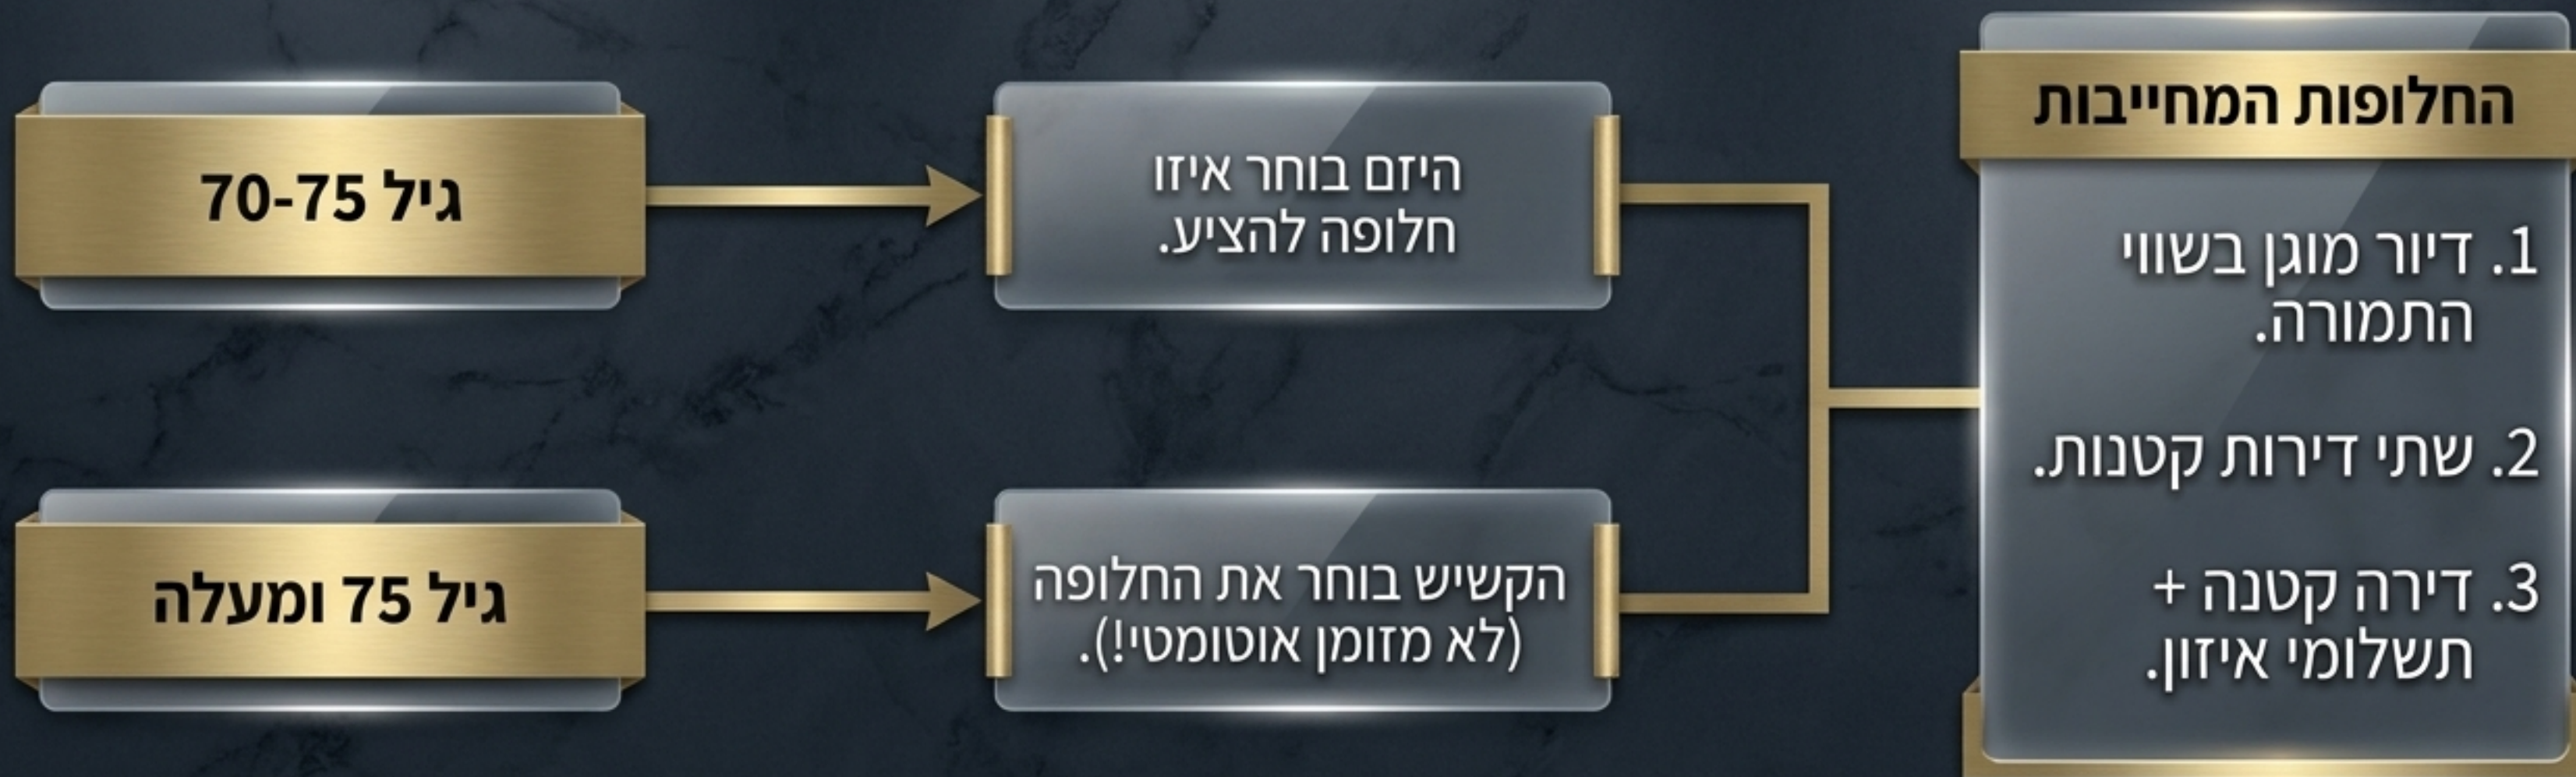 גיל 70-75
היזם בוחר איזו
חלופה להציע.
גיל 75 ומעלה
הקשיש בוחר את החלופה
(לא מזומן אוטומטי!).
החלופות המחייבות
1. דיור מוגן בשווי
התמורה.
2. שתי דירות קטנות.
3. דירה קטנה +
תשלומי איזון.